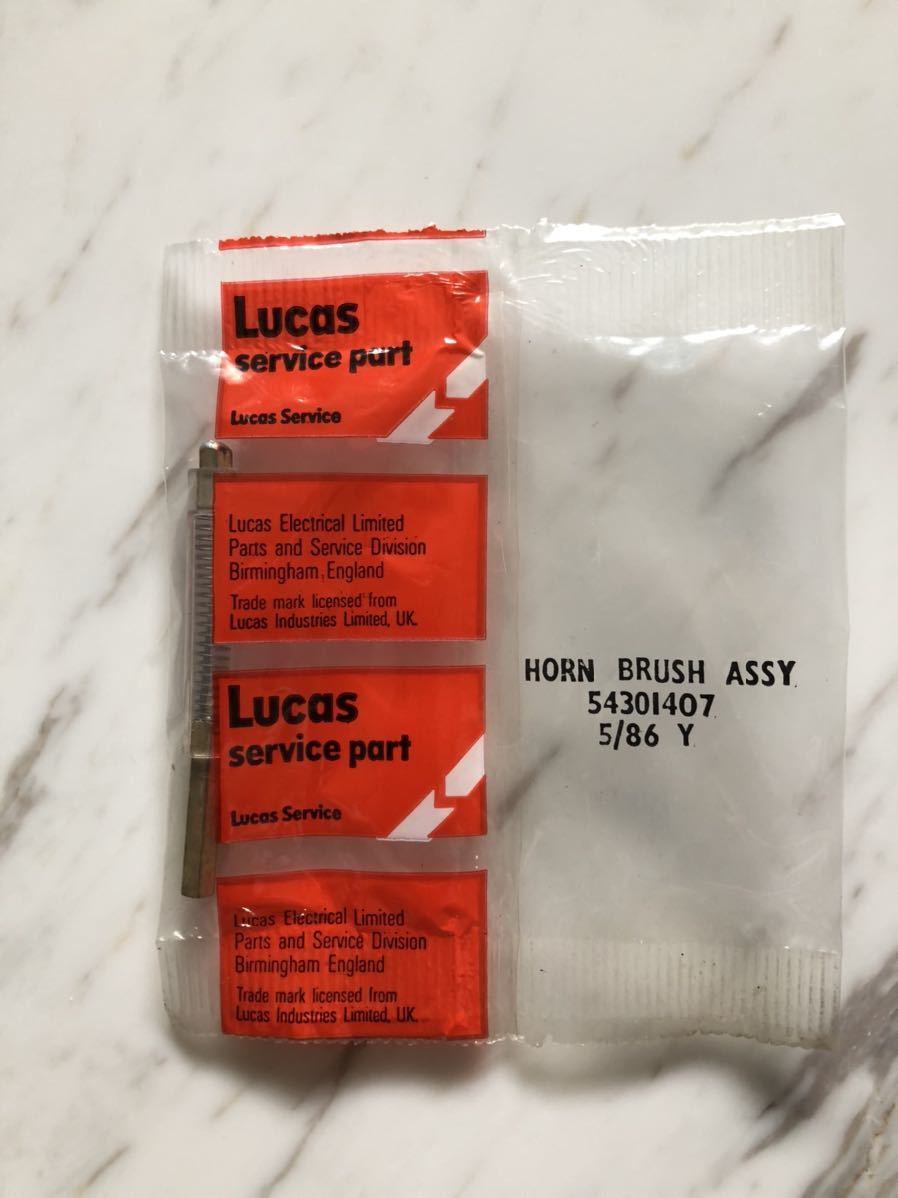 Lucas
service part
Lucas Service
Lucas Electrical Limited
Parts and Service Division
Birmingham, England
Trade mark licensed from
Lucas Industries Limited, UK.
Lucas
service part
Lucas Service
Lucas Electrical Limited
Parts and Service Division
Birmingham England
Trade mark licensed from
Lucas Industries Limited, UK.
HORN BRUSH ASSY.
54301407
5/86 Y